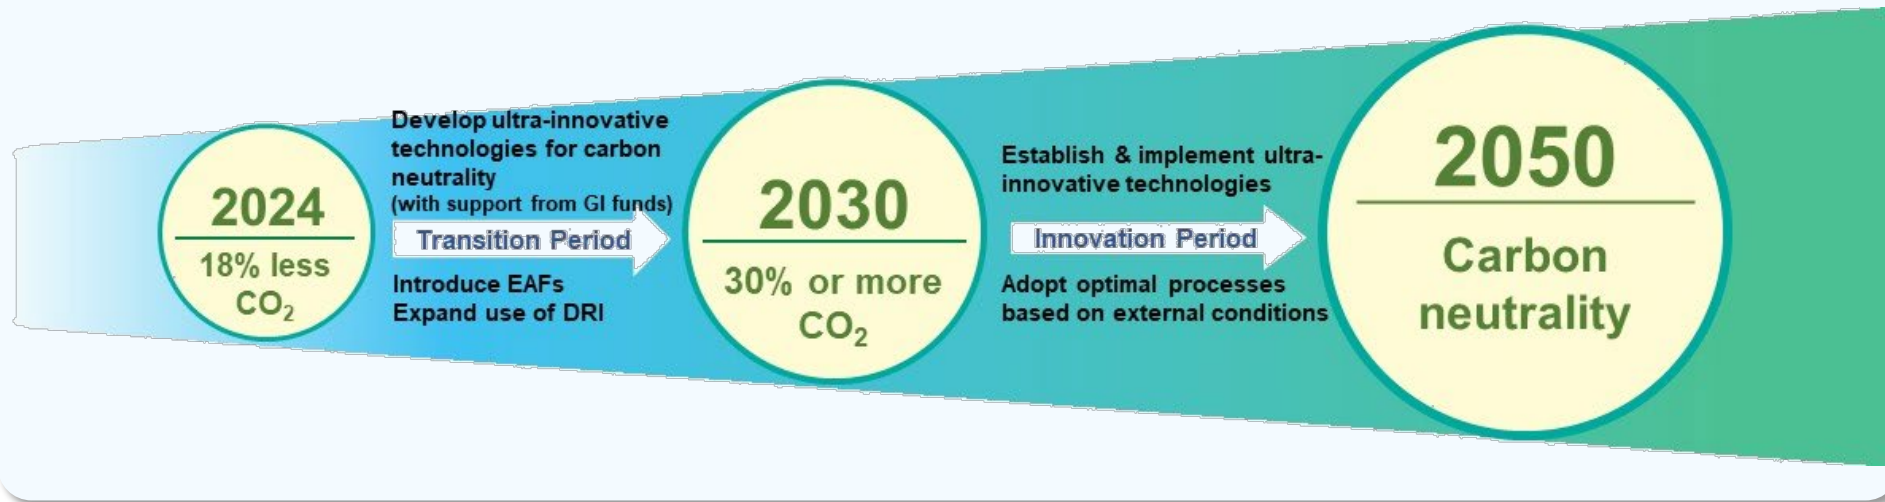 2024
18% less
CO₂
Develop ultra-innovative
technologies for carbon
neutrality
(with support from GI funds)
Transition Period
Introduce EAFs
Expand use of DRI
2030
30% or more
CO₂
Establish & implement ultra-
innovative technologies
Innovation Period
Adopt optimal processes
based on external conditions
2050
Carbon
neutrality